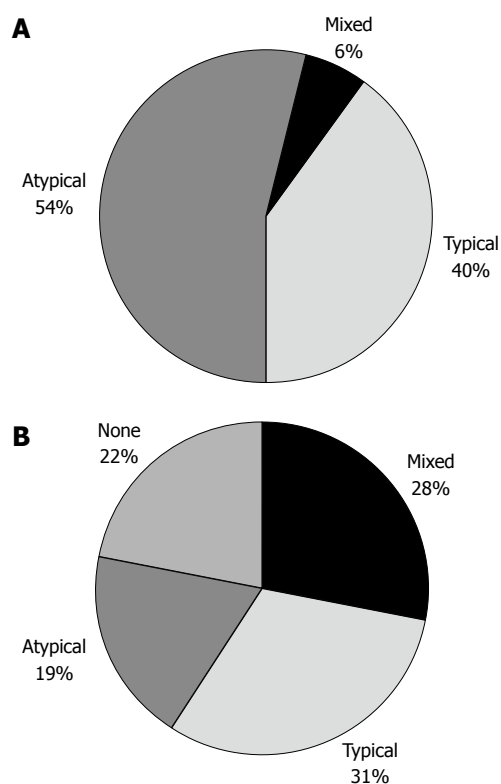 A
Mixed
6%
Atypical
54%
Typical
40%
B
None
22%
Mixed
28%
Atypical
19%
Typical
31%